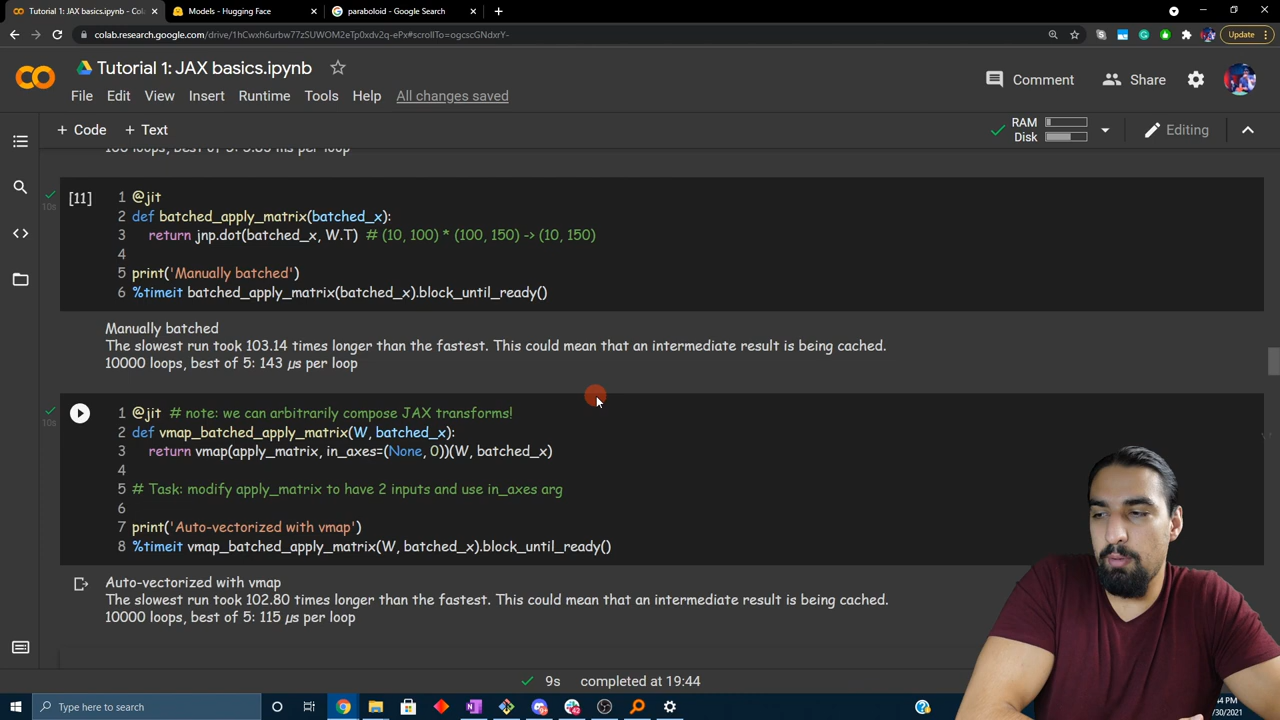 Tutorial 1: JAX basics.ipynb - Col
Models - Hugging Face
paraboloid - Google Search
Update
Tutorial 1: JAX basics.ipynb
Comment
Share
File Edit View Insert Runtime Tools Help All changes saved
+ Code + Text
RAM
Disk
Editing
[11]
10s
1 @jit
2 def batched_apply_matrix(batched_x):
3 return jnp.dot(batched_x, W.T) # (10, 100) * (100, 150) -> (10, 150)
4
5 print('Manually batched')
6 %timeit batched_apply_matrix(batched_x).block_until_ready()
Manually batched
The slowest run took 103.14 times longer than the fastest. This could mean that an intermediate result is being cached.
10000 loops, best of 5: 143 µs per loop
10s
1 @jit # note: we can arbitrarily compose JAX transforms!
2 def vmap_batched_apply_matrix(W, batched_x):
3 return vmap(apply_matrix, in_axes=(None, 0))(W, batched_x)
4
5 # Task: modify apply_matrix to have 2 inputs and use in_axes arg
6
7 print('Auto-vectorized with vmap')
8 %timeit vmap_batched_apply_matrix(W, batched_x).block_until_ready()
Auto-vectorized with vmap
The slowest run took 102.80 times longer than the fastest. This could mean that an intermediate result is being cached.
10000 loops, best of 5: 115 µs per loop
9s completed at 19:44
Type here to search